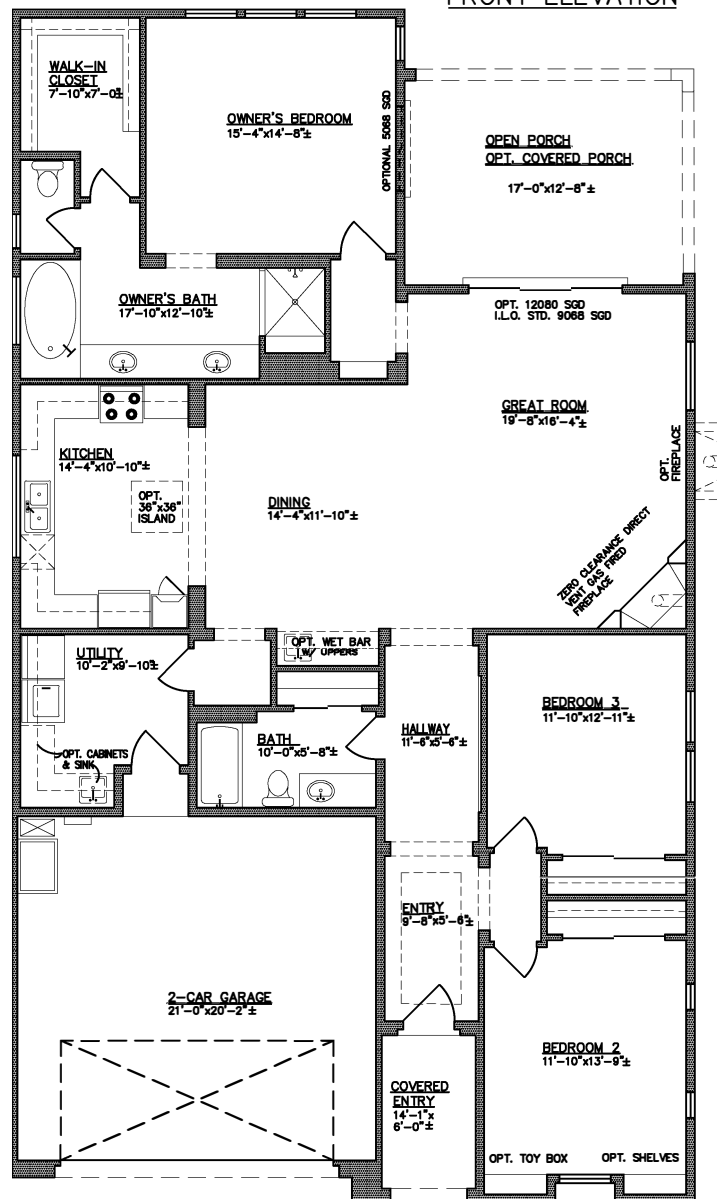 FRONT ELEVATION
WALK-IN
CLOSET
7'-10"x7'-0"±
OWNER'S BEDROOM
15'-4"x14'-8"±
OPTIONAL 5068 SGD
OPEN PORCH
OPT. COVERED PORCH
17'-0"x12'-8"±
OWNER'S BATH
17'-10"x12'-10"±
OPT. 12080 SGD
I.L.O. STD. 9068 SGD
GREAT ROOM
19'-8"x16'-4"±
OPT.
FIREPLACE
KITCHEN
14'-4"x10'-10"±
OPT.
36"x36"
ISLAND
DINING
14'-4"x11'-10"±
ZERO CLEARANCE DIRECT
VENT GAS FIRED
FIREPLACE
UTILITY
10'-2"x9'-10"±
OPT. WET BAR
W/ UPPERS
OPT. CABINETS
& SINK
BATH
10'-0"x5'-8"±
HALLWAY
11'-6"x5'-6"±
BEDROOM 3
11'-10"x12'-11"±
ENTRY
9'-8"x5'-6"±
2-CAR GARAGE
21'-0"x20'-2"±
COVERED
ENTRY
14'-1"x
6'-0"±
BEDROOM 2
11'-10"x13'-9"±
OPT. TOY BOX
OPT. SHELVES